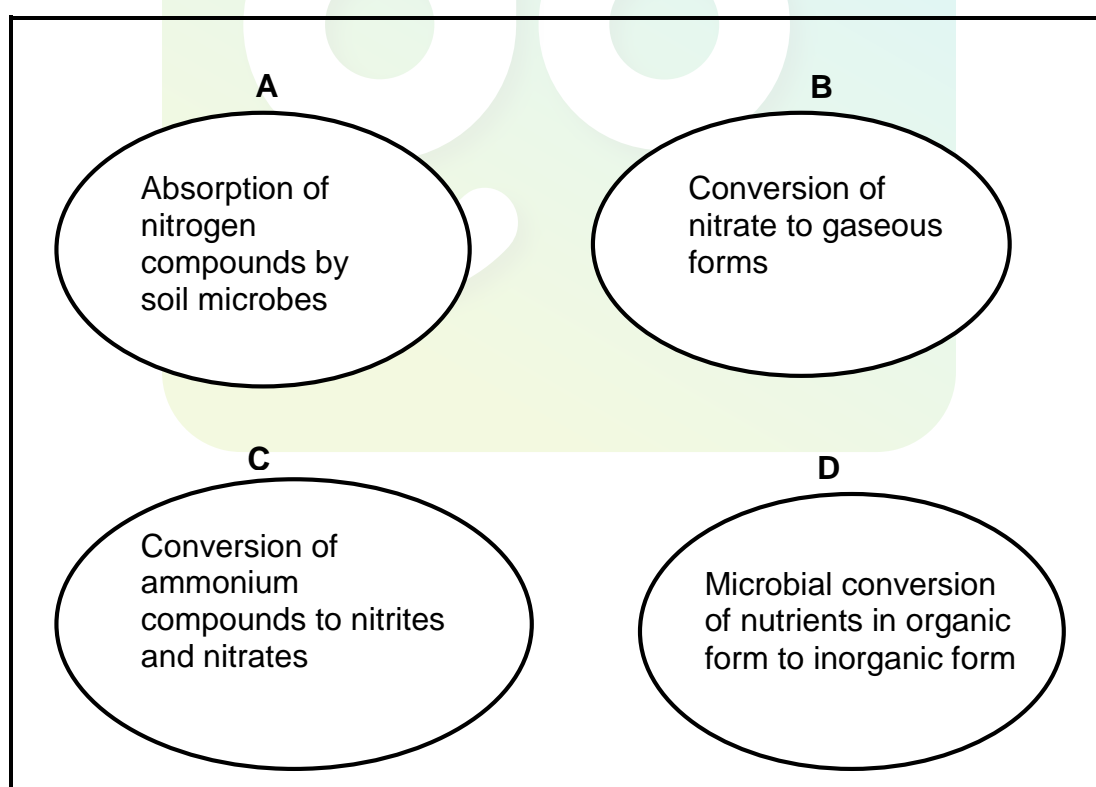 A
Absorption of
nitrogen
compounds by
soil microbes
B
Conversion of
nitrate to gaseous
forms
C
Conversion of
ammonium
compounds to nitrites
and nitrates
D
Microbial conversion
of nutrients in organic
form to inorganic form